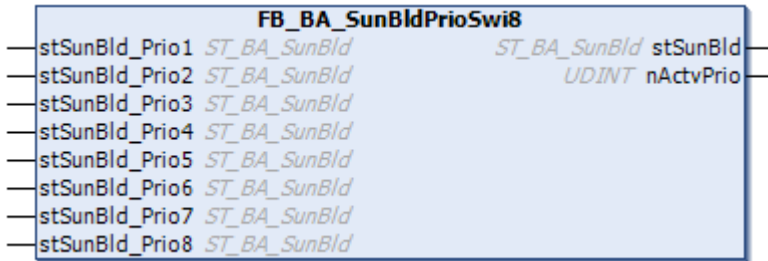 FB_BA_SunBldPrioSwi8
stSunBld_Prio1 ST_BA_SunBld ST_BA_SunBld stSunBld
stSunBld_Prio2 ST_BA_SunBld UDINT nActvPrio
stSunBld_Prio3 ST_BA_SunBld
stSunBld_Prio4 ST_BA_SunBld
stSunBld_Prio5 ST_BA_SunBld
stSunBld_Prio6 ST_BA_SunBld
stSunBld_Prio7 ST_BA_SunBld
stSunBld_Prio8 ST_BA_SunBld